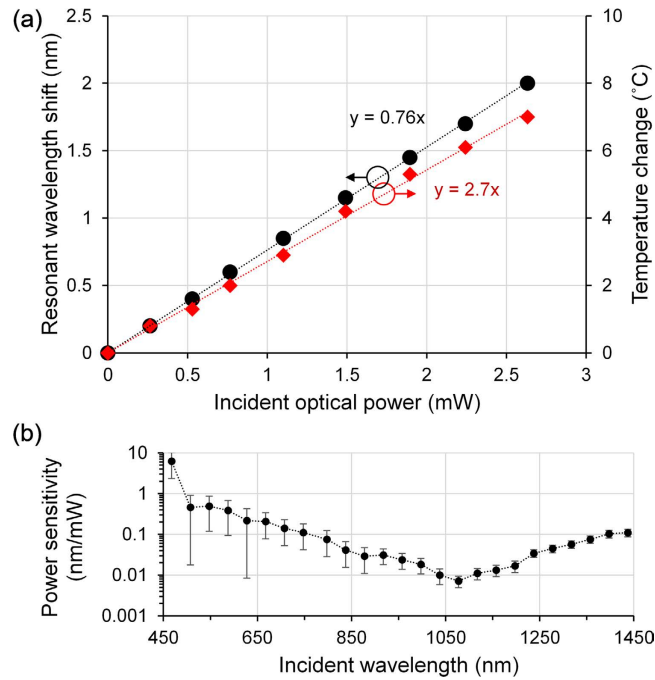 (a)
Resonant wavelength shift (nm)
2.5
2
1.5
1
0.5
0
10
8
6
4
2
0
Temperature change (˚C)
y = 0.76x
y = 2.7x
0 0.5 1 1.5 2 2.5 3
Incident optical power (mW)
(b)
Power sensitivity
(nm/mW)
10
1
0.1
0.01
0.001
450 650 850 1050 1250 1450
Incident wavelength (nm)